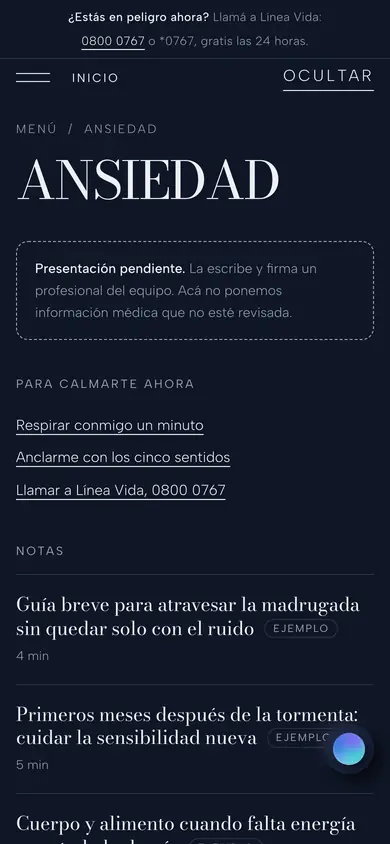 ¿Estás en peligro ahora? Llamá a Línea Vida:
0800 0767 o *0767, gratis las 24 horas.
INICIO
OCULTAR
MENÚ / ANSIEDAD
ANSIEDAD
Presentación pendiente. La escribe y firma un
profesional del equipo. Acá no ponemos
información médica que no esté revisada.
PARA CALMARTE AHORA
Respirar conmigo un minuto
Anclarme con los cinco sentidos
Llamar a Línea Vida, 0800 0767
NOTAS
Guía breve para atravesar la madrugada
sin quedar solo con el ruido EJEMPLO
4 min
Primeros meses después de la tormenta:
cuidar la sensibilidad nueva
5 min
Cuerpo y alimento cuando falta energía